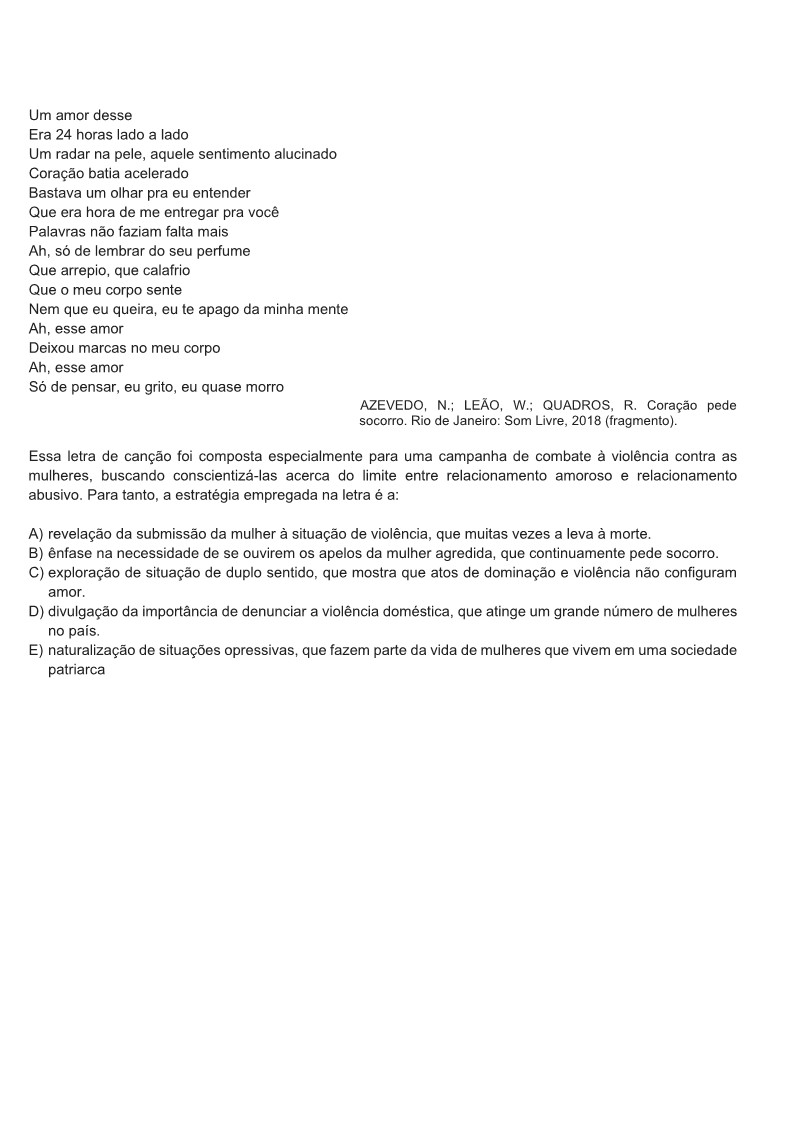 Um amor desse
Era 24 horas lado a lado
Um radar na pele, aquele sentimento alucinado
Coração batia acelerado
Bastava um olhar pra eu entender
Que era hora de me entregar pra você
Palavras não faziam falta mais
Ah, só de lembrar do seu perfume
Que arrepio, que calafrio
Que o meu corpo sente
Nem que eu queira, eu te apago da minha mente
Ah, esse amor
Deixou marcas no meu corpo
Ah, esse amor
Só de pensar, eu grito, eu quase morro
AZEVEDO, N.; LEÃO, W.; QUADROS, R. Coração pede
socorro. Rio de Janeiro: Som Livre, 2018 (fragmento).
Essa letra de canção foi composta especialmente para uma campanha de combate à violência contra as
mulheres, buscando conscientizá-las acerca do limite entre relacionamento amoroso e relacionamento
abusivo. Para tanto, a estratégia empregada na letra é a:
A) revelação da submissão da mulher à situação de violência, que muitas vezes a leva à morte.
B) ênfase na necessidade de se ouvirem os apelos da mulher agredida, que continuamente pede socorro.
C) exploração de situação de duplo sentido, que mostra que atos de dominação e violência não configuram
amor.
D) divulgação da importância de denunciar a violência doméstica, que atinge um grande número de mulheres
no país.
E) naturalização de situações opressivas, que fazem parte da vida de mulheres que vivem em uma sociedade
patriarca